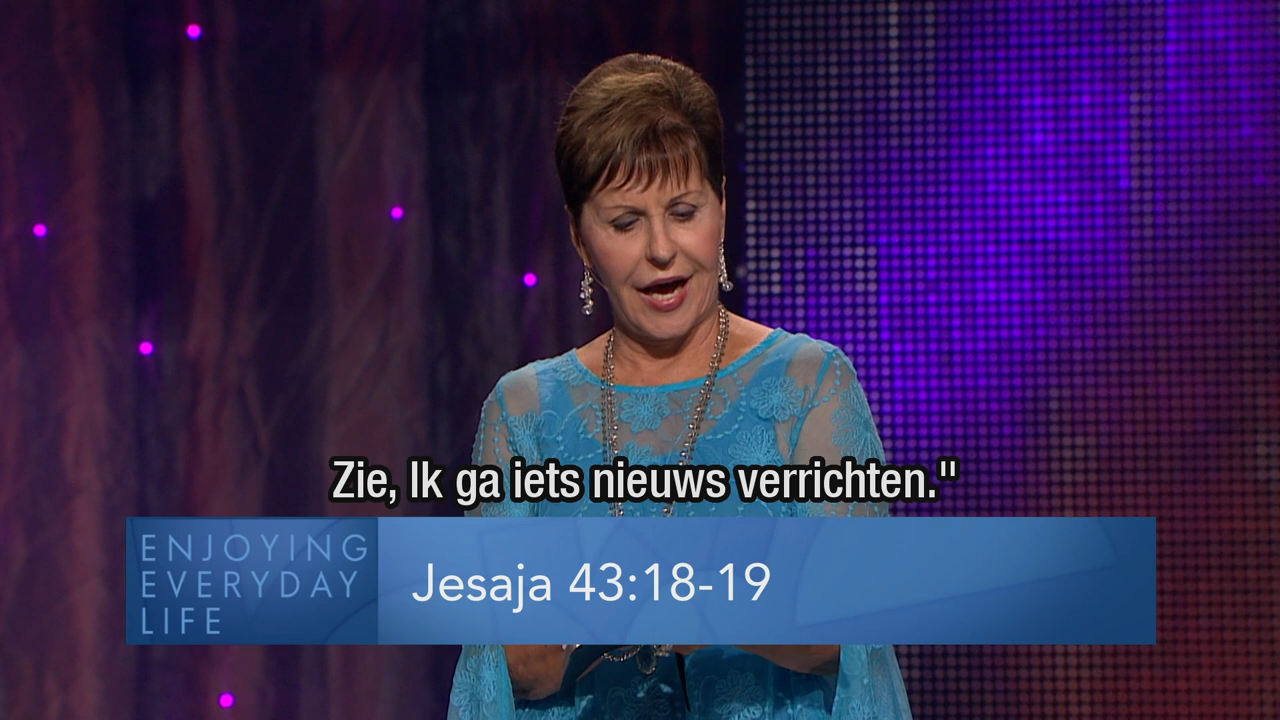 Zie, Ik ga iets nieuws verrichten."
ENJOYING
EVERYDAY
LIFE
Jesaja 43:18-19